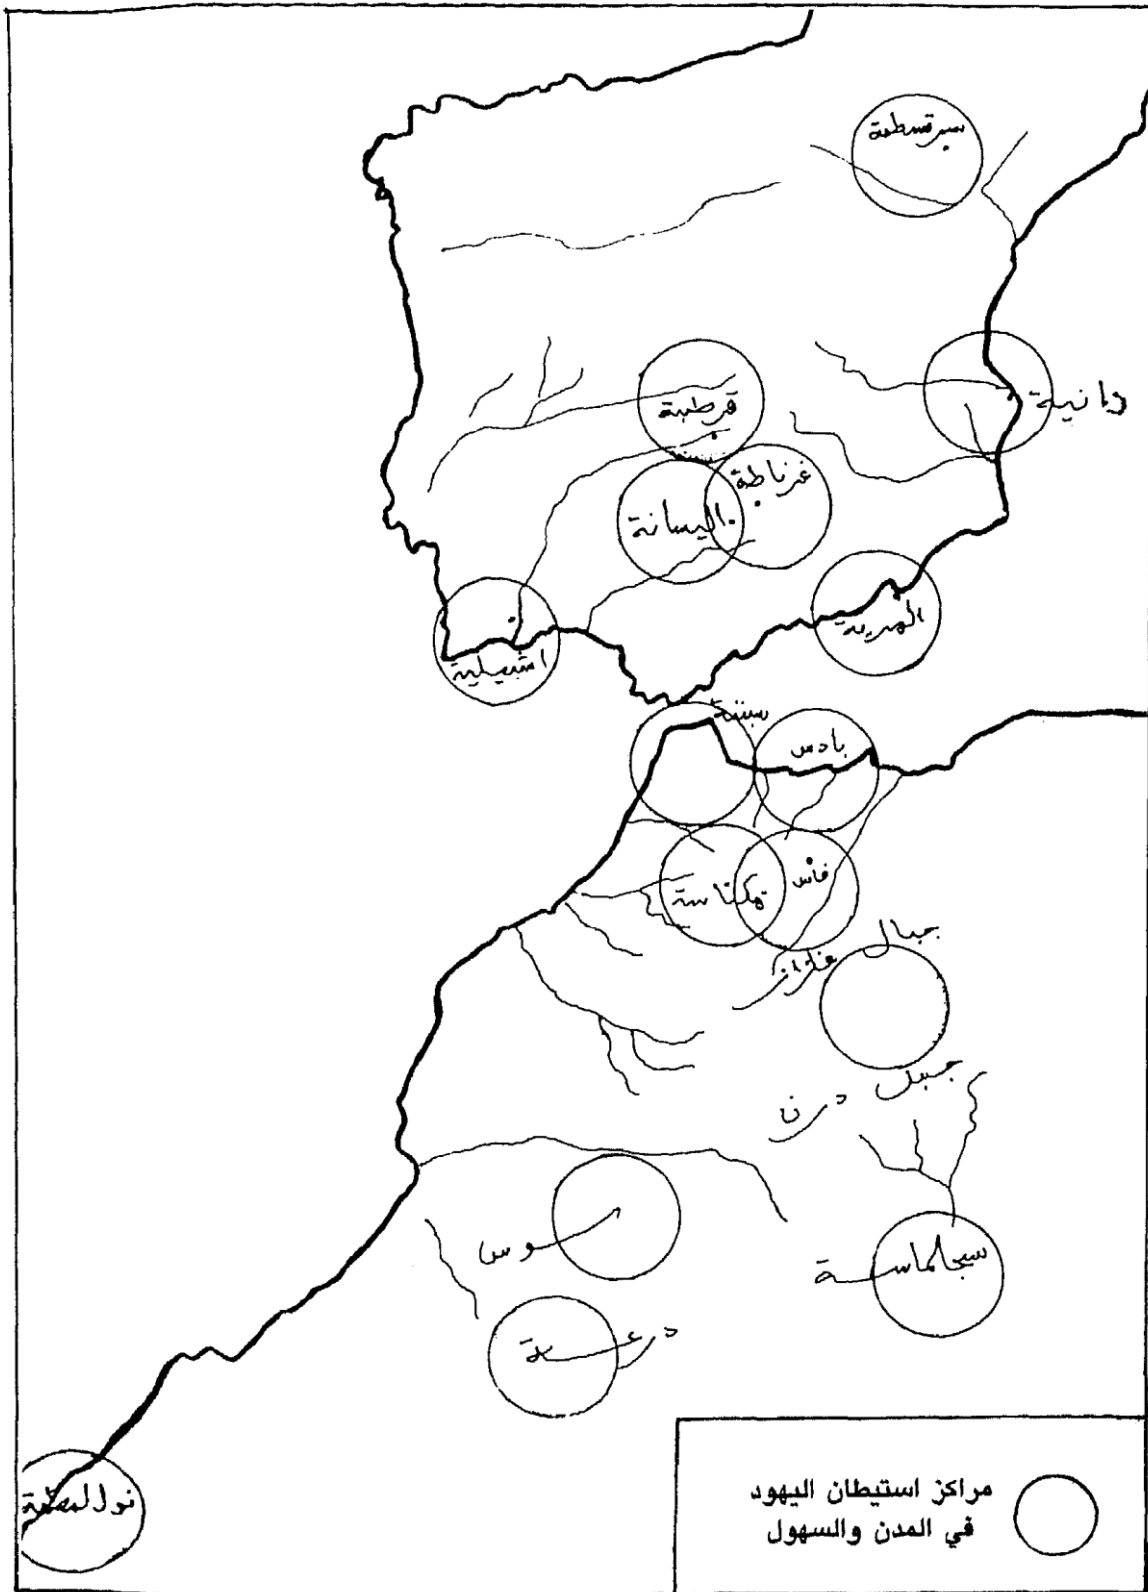 سرقسطة
دانية
قرطبة
غرناطة
اليسانة
المرية
اشبيلية
سبتة
بادس
فاس
مكناسة
جبال
جبل درن
سوس
سجلماسة
درعة
نول لمطة
مراكز استيطان اليهود
في المدن والسهول